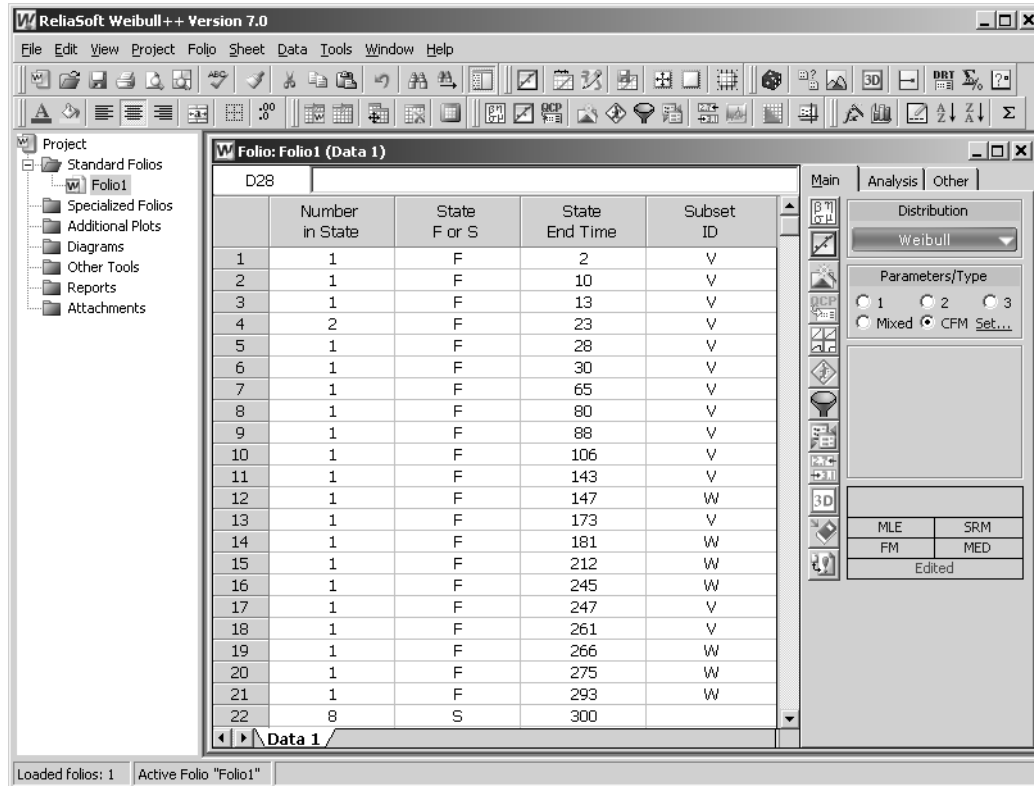 ReliaSoft Weibull++ Version 7.0
File Edit View Project Folio Sheet Data Tools Window Help
Project
Standard Folios
Folio1
Specialized Folios
Additional Plots
Diagrams
Other Tools
Reports
Attachments
Folio: Folio1 (Data 1)
D28
Number in State State F or S State End Time Subset ID
1 1 F 2 V
2 1 F 10 V
3 1 F 13 V
4 2 F 23 V
5 1 F 28 V
6 1 F 30 V
7 1 F 65 V
8 1 F 80 V
9 1 F 88 V
10 1 F 106 V
11 1 F 143 V
12 1 F 147 W
13 1 F 173 V
14 1 F 181 W
15 1 F 212 W
16 1 F 245 W
17 1 F 247 V
18 1 F 261 V
19 1 F 266 W
20 1 F 275 W
21 1 F 293 W
22 8 S 300
Data 1
Main Analysis Other
Distribution
Weibull
Parameters/Type
1 2 3
Mixed CFM Set...
QCP
3D
MLE SRM
FM MED
Edited
Loaded folios: 1 Active Folio "Folio1"